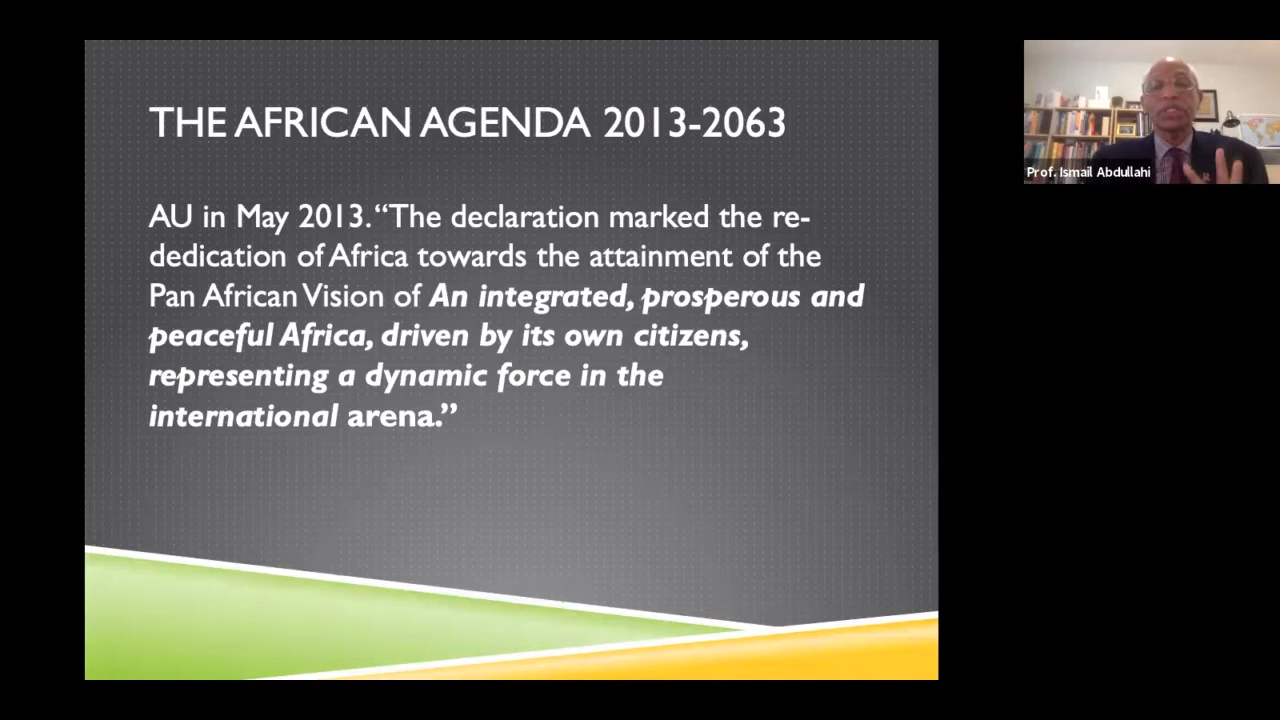 THE AFRICAN AGENDA 2013-2063
AU in May 2013. “The declaration marked the re-
dedication of Africa towards the attainment of the
Pan African Vision of An integrated, prosperous and
peaceful Africa, driven by its own citizens,
representing a dynamic force in the
international arena.”
Prof. Ismail Abdullahi